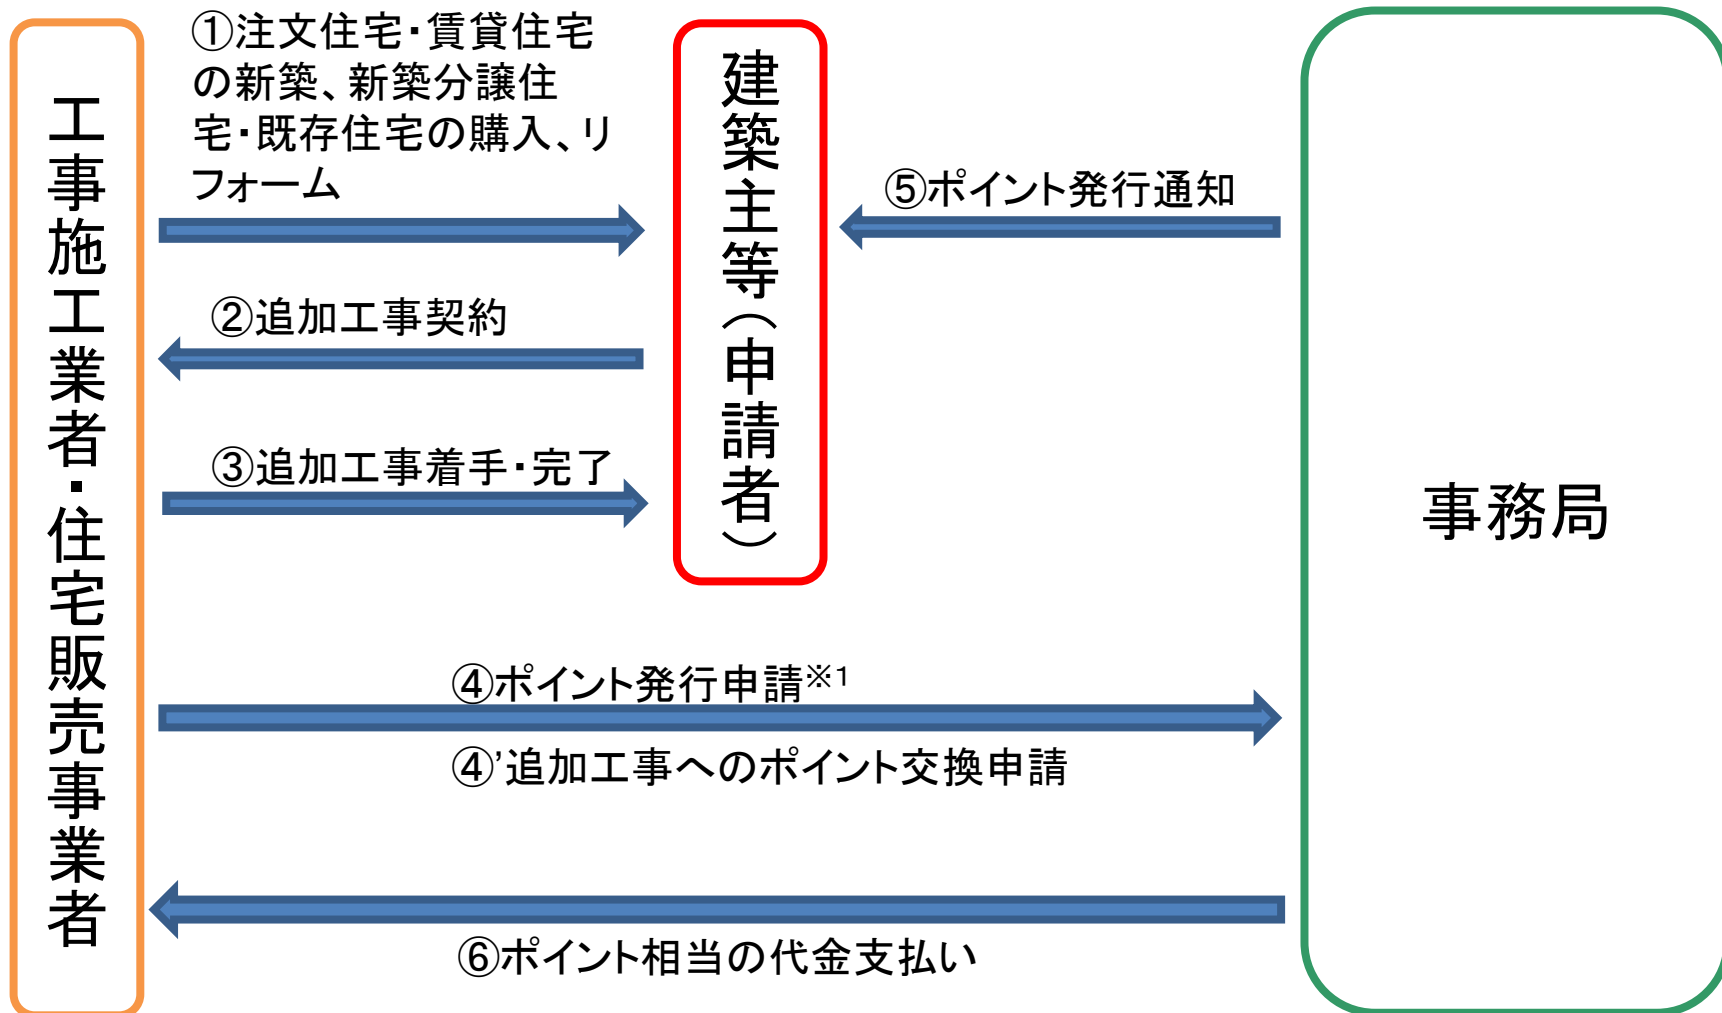 工事施工業者・住宅販売事業者
①注文住宅・賃貸住宅
の新築、新築分譲住
宅・既存住宅の購入、リ
フォーム
②追加工事契約
③追加工事着手・完了
建築主等（申請者）
⑤ポイント発行通知
④ポイント発行申請※1
④’追加工事へのポイント交換申請
⑥ポイント相当の代金支払い
事務局